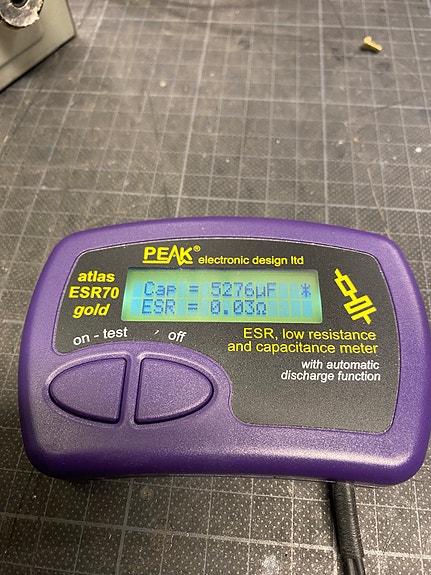 PEAK® electronic design ltd
atlas
ESR70
gold
Cap = 5276µF *
ESR = 0.03Ω
on - test
off
ESR, low resistance
and capacitance meter
with automatic
discharge function